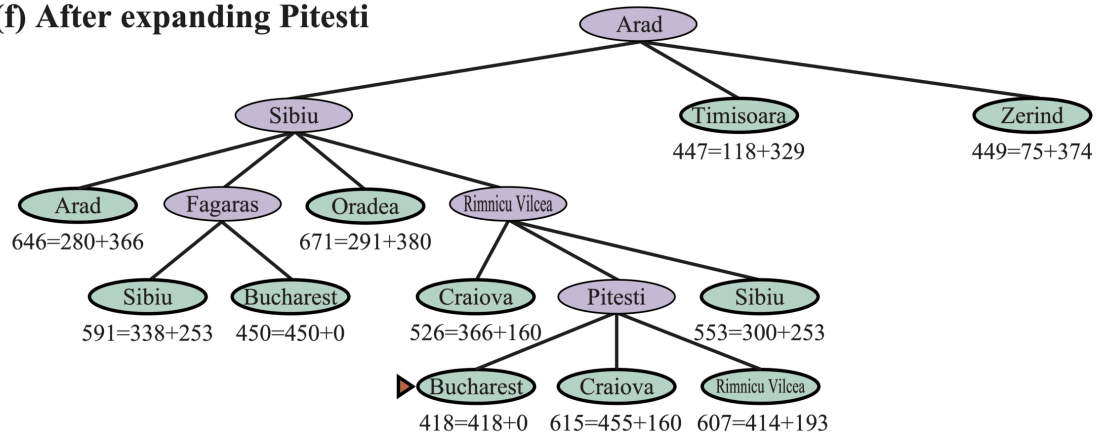 (f) After expanding Pitesti
Arad
Sibiu
Timisoara
Zerind
447=118+329
449=75+374
Arad
Fagaras
Oradea
Rimnicu Vilcea
646=280+366
671=291+380
Sibiu
Bucharest
Craiova
Pitesti
Sibiu
591=338+253
450=450+0
526=366+160
553=300+253
Bucharest
Craiova
Rimnicu Vilcea
418=418+0
615=455+160
607=414+193